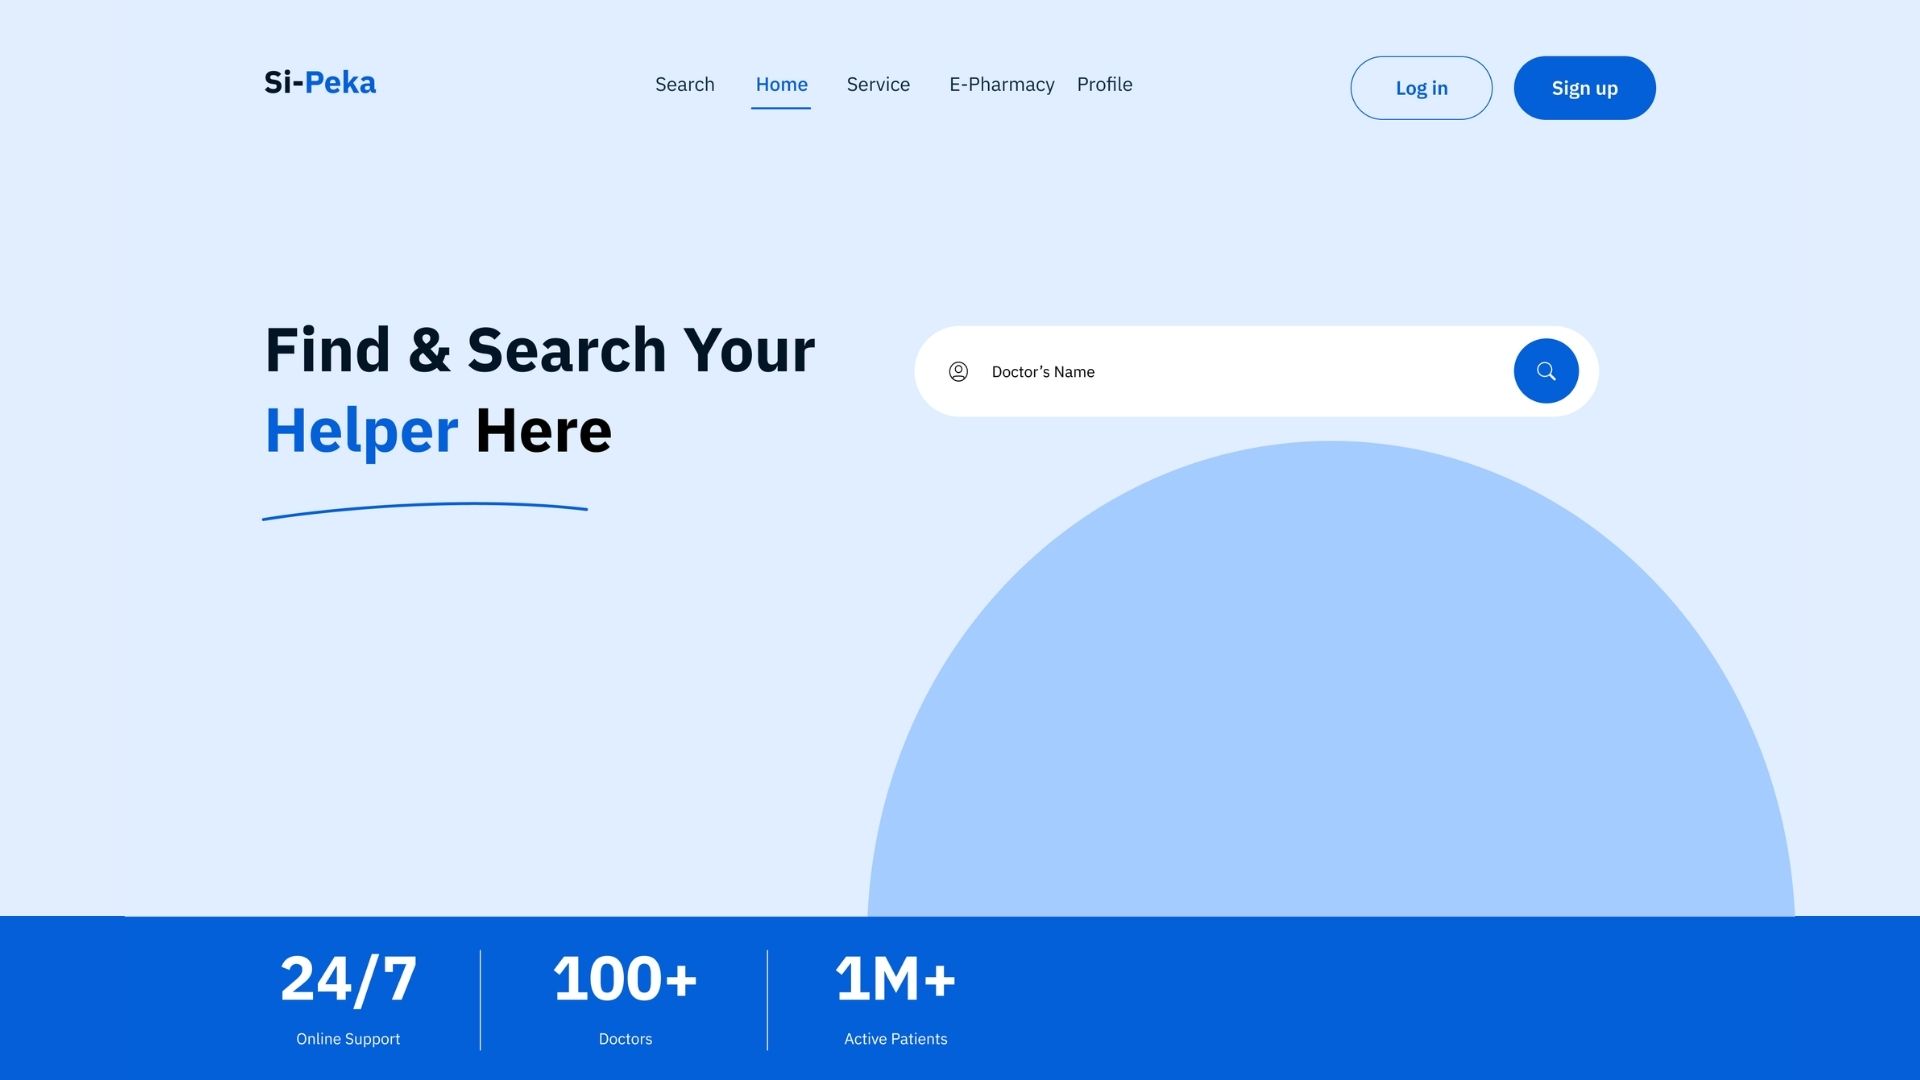 Si-Peka
Search Home Service E-Pharmacy Profile
Log in
Sign up
Find & Search Your
Helper Here
Doctor’s Name
24/7
Online Support
100+
Doctors
1M+
Active Patients